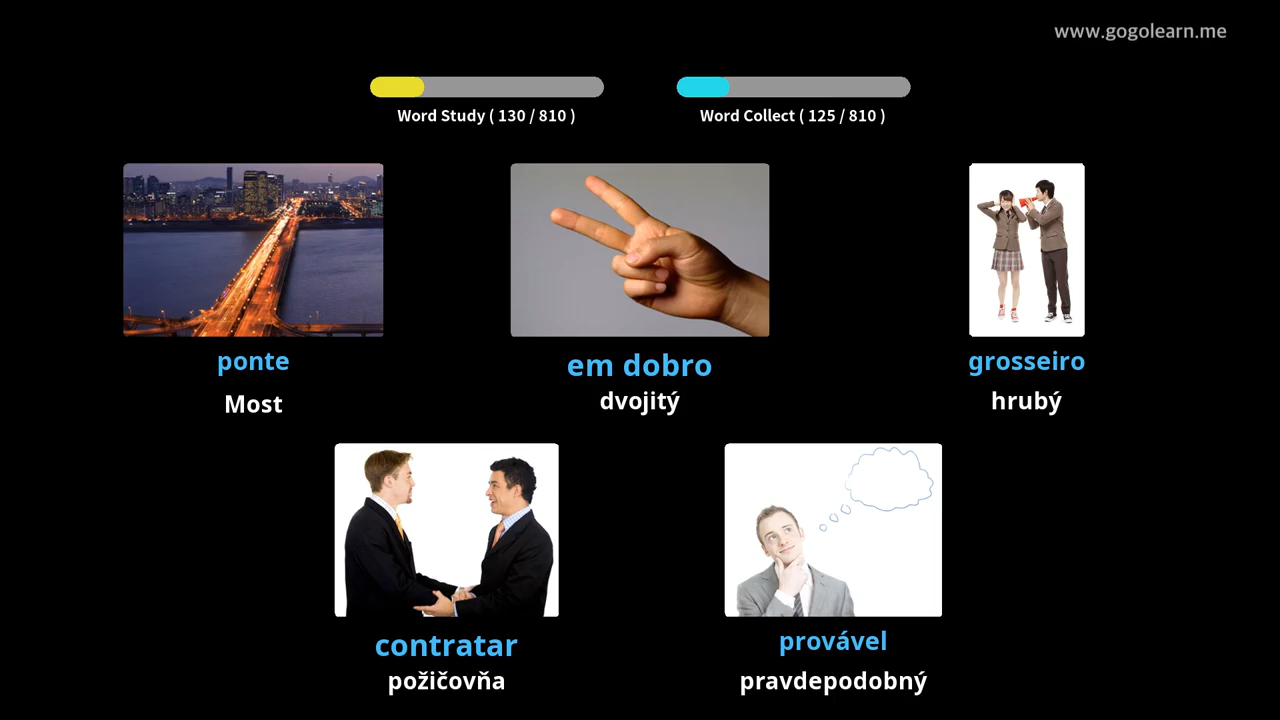 www.gogolearn.me
Word Study ( 130 / 810 )
Word Collect ( 125 / 810 )
ponte
Most
em dobro
dvojitý
grosseiro
hrubý
contratar
požičovňa
provável
pravdepodobný